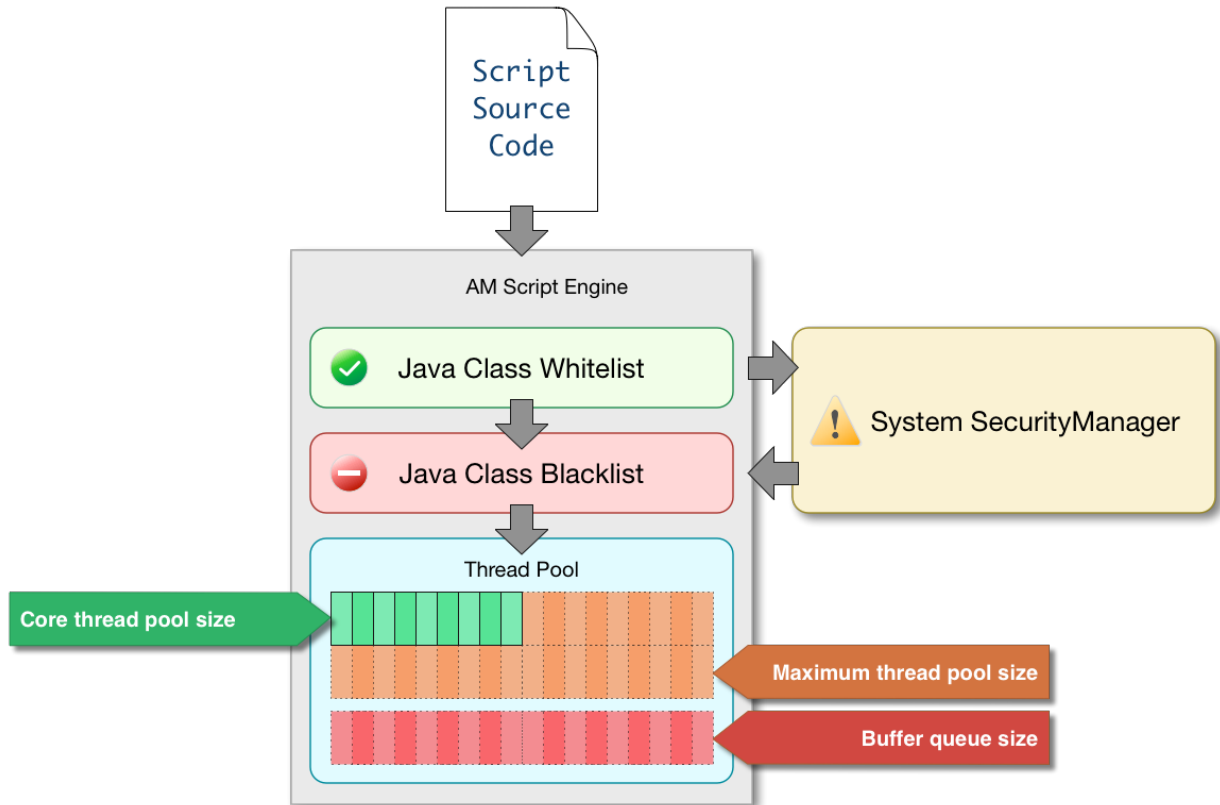 Script
Source
Code
AM Script Engine
Java Class Whitelist
System SecurityManager
Java Class Blacklist
Thread Pool
Core thread pool size
Maximum thread pool size
Buffer queue size